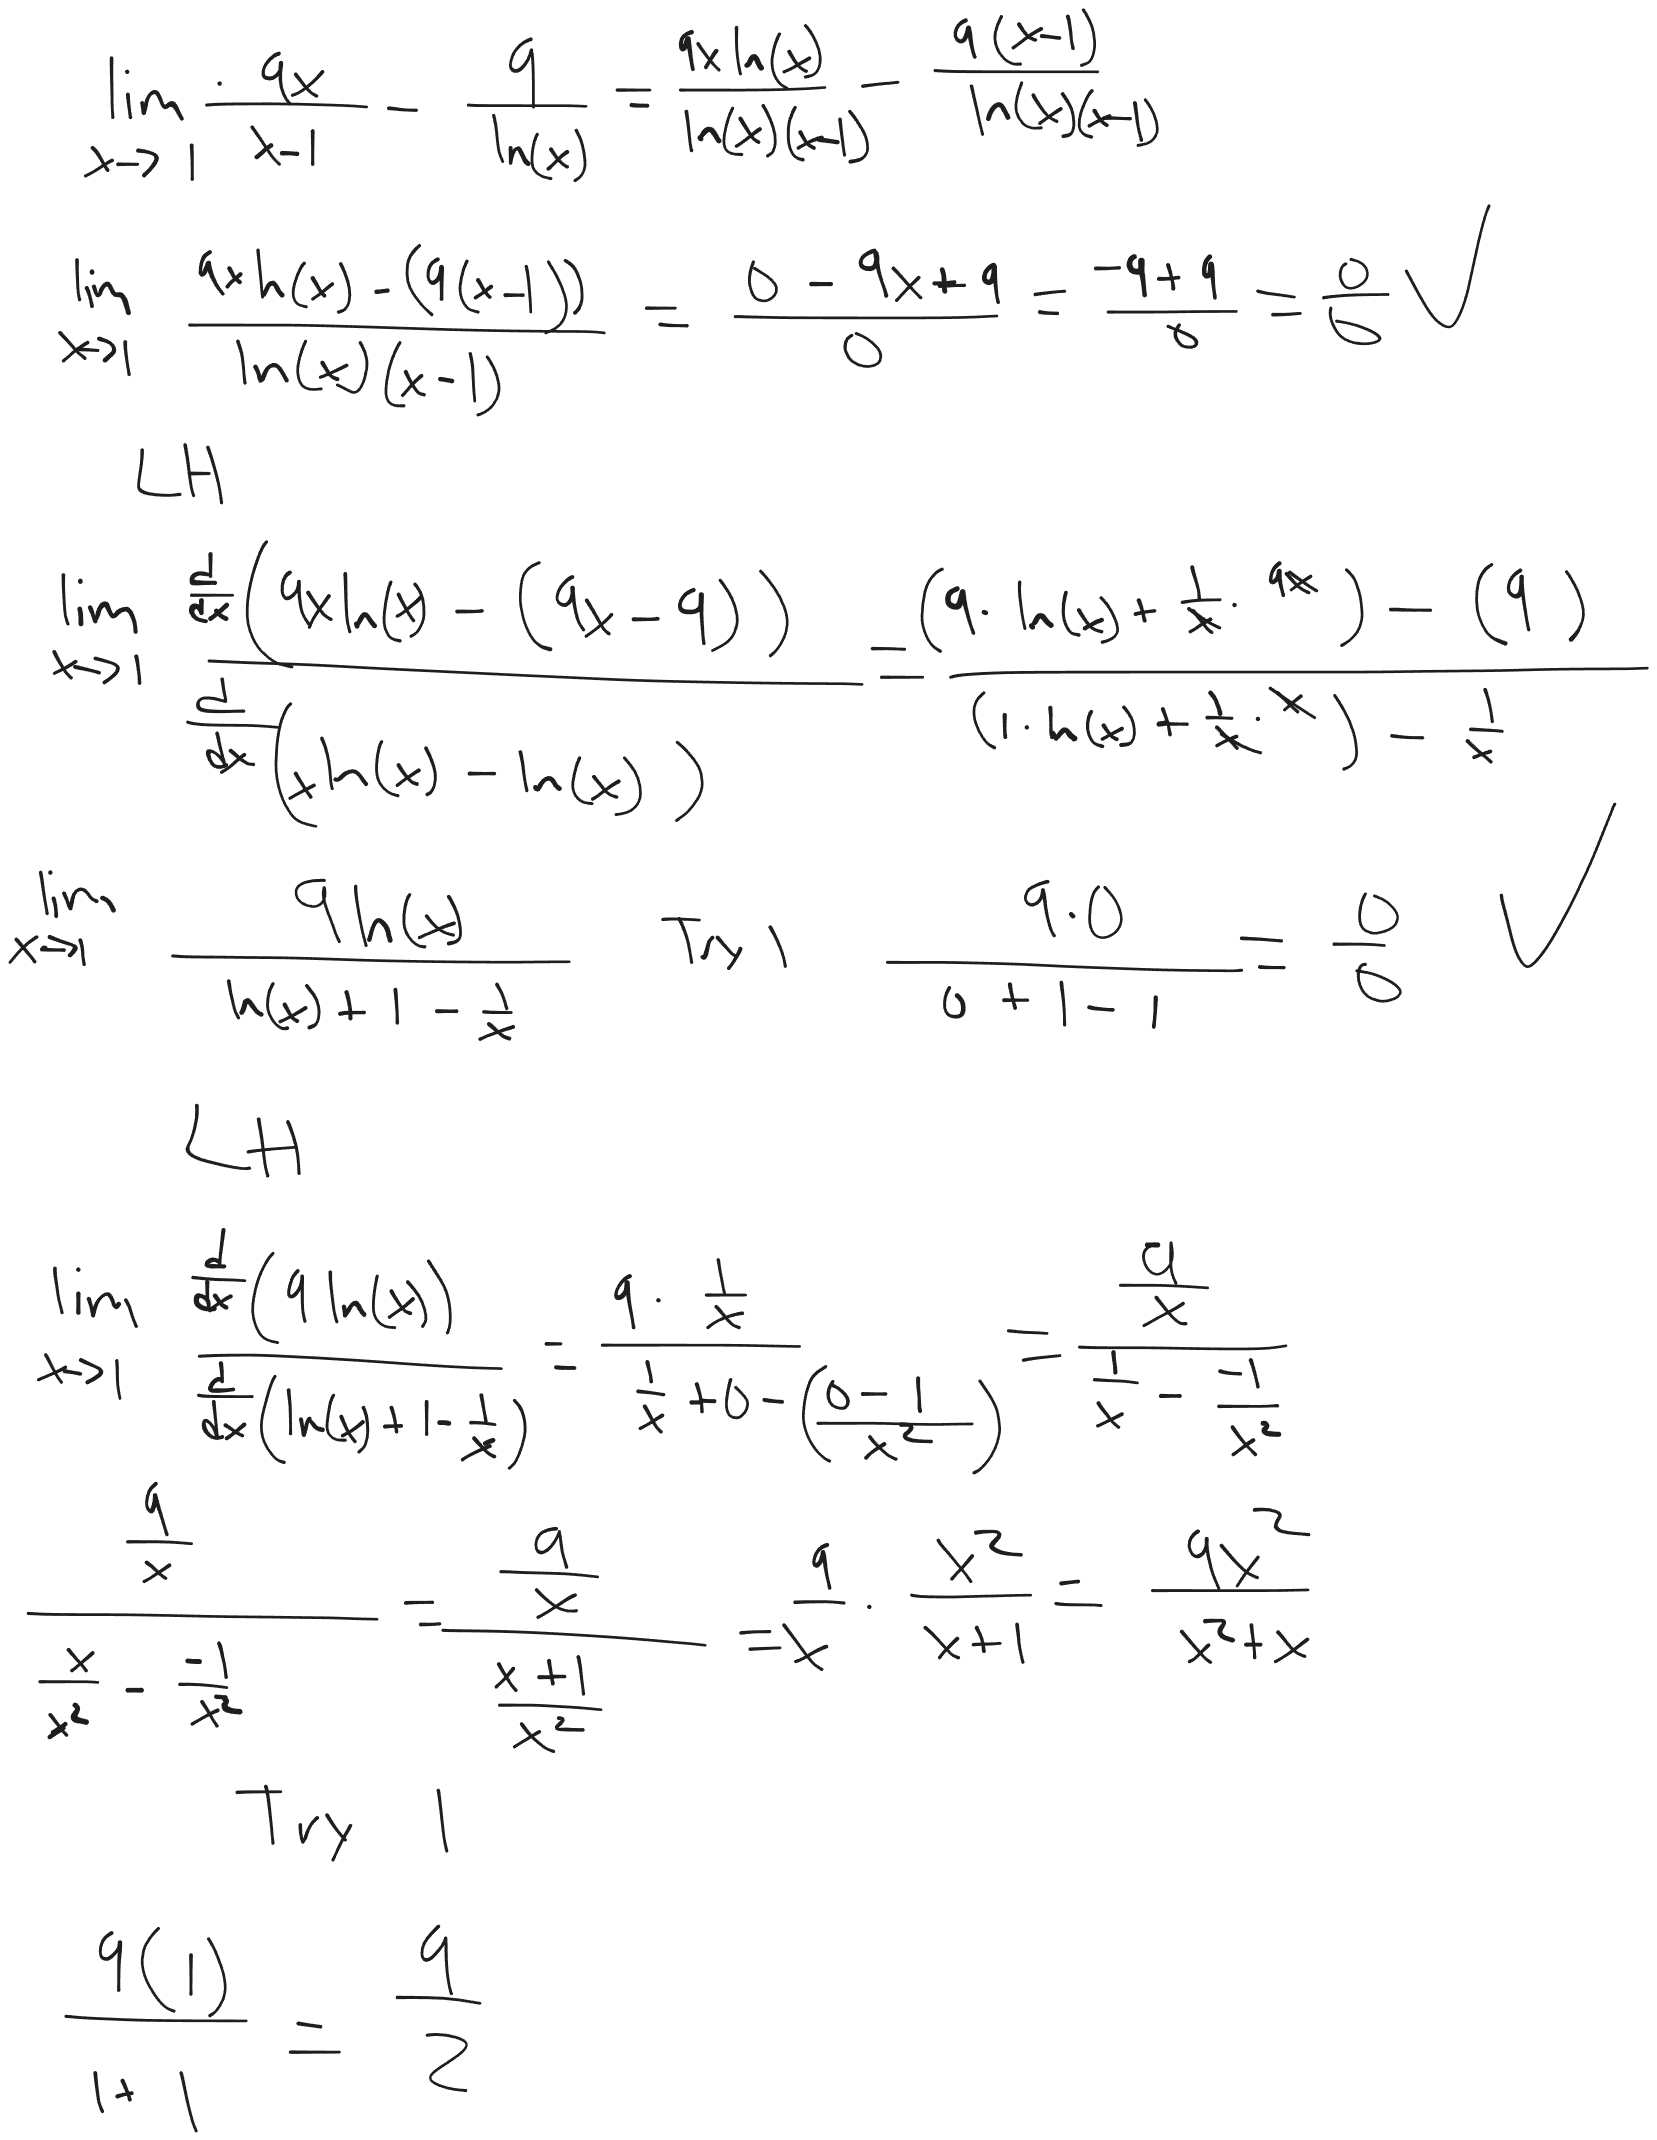 lim x→1 9x/(x-1) - 9/ln(x) = 9x ln(x)/(ln(x)(x-1)) - 9(x-1)/(ln(x)(x-1))
lim x→1 (9x ln(x) - (9(x-1)))/(ln(x)(x-1)) = (0 - 9x + 9)/0 = (-9+9)/0 = 0/0 ✓
LH
lim x→1 d/dx(9x ln(x) - (9x - 9))/d/dx(x ln(x) - ln(x)) = ((9 · ln(x) + 1/x · 9x) - (9))/((1 · ln(x) + 1/x · x) - 1/x)
lim x→1 9 ln(x)/(ln(x) + 1 - 1/x) Try 1 9·0/(0 + 1 - 1) = 0/0 ✓
LH
lim x→1 d/dx(9 ln(x))/d/dx(ln(x) + 1 - 1/x) = (9 · 1/x)/(1/x + 0 - ((0 - 1)/x²)) = (9/x)/(1/x - -1/x²)
(9/x)/(x/x² - -1/x²) = (9/x)/((x+1)/x²) = 9/x · x²/(x+1) = 9x²/(x²+x)
Try 1
9(1)/(1+1) = 9/2